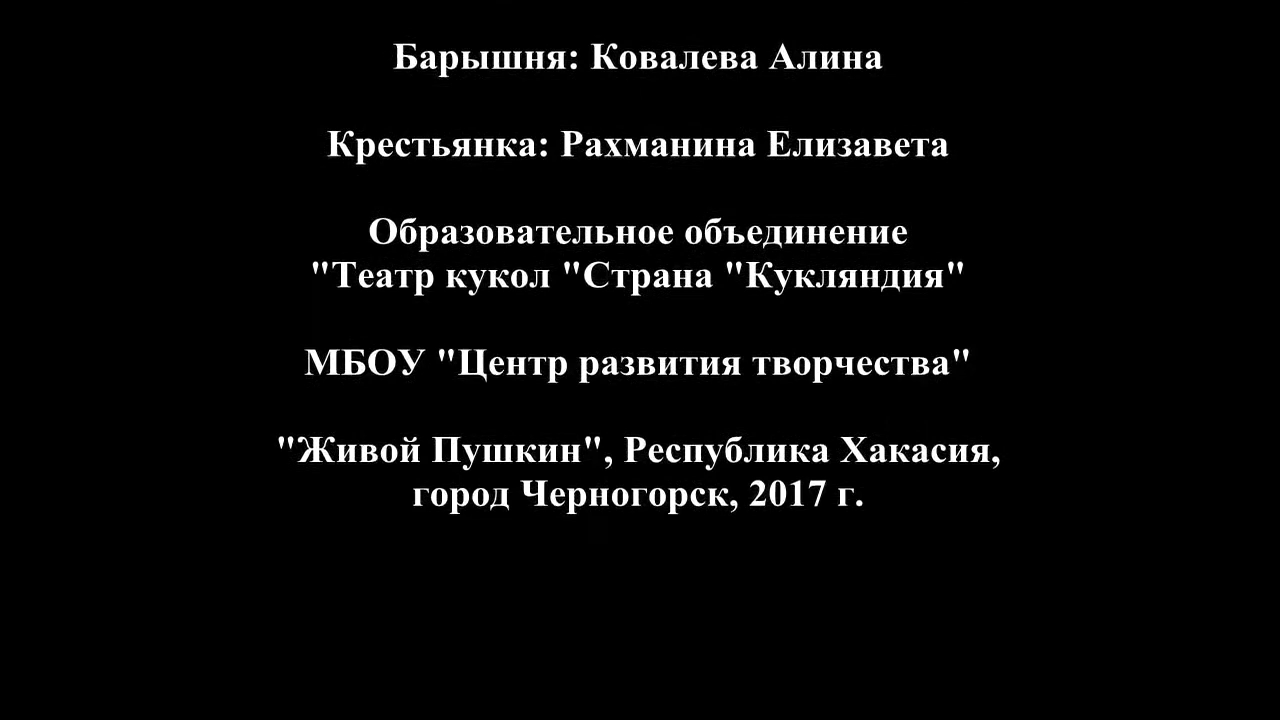 Барышня: Ковалева Алина
Крестьянка: Рахманина Елизавета
Образовательное объединение
"Театр кукол "Страна "Кукляндия"
МБОУ "Центр развития творчества"
"Живой Пушкин", Республика Хакасия,
город Черногорск, 2017 г.